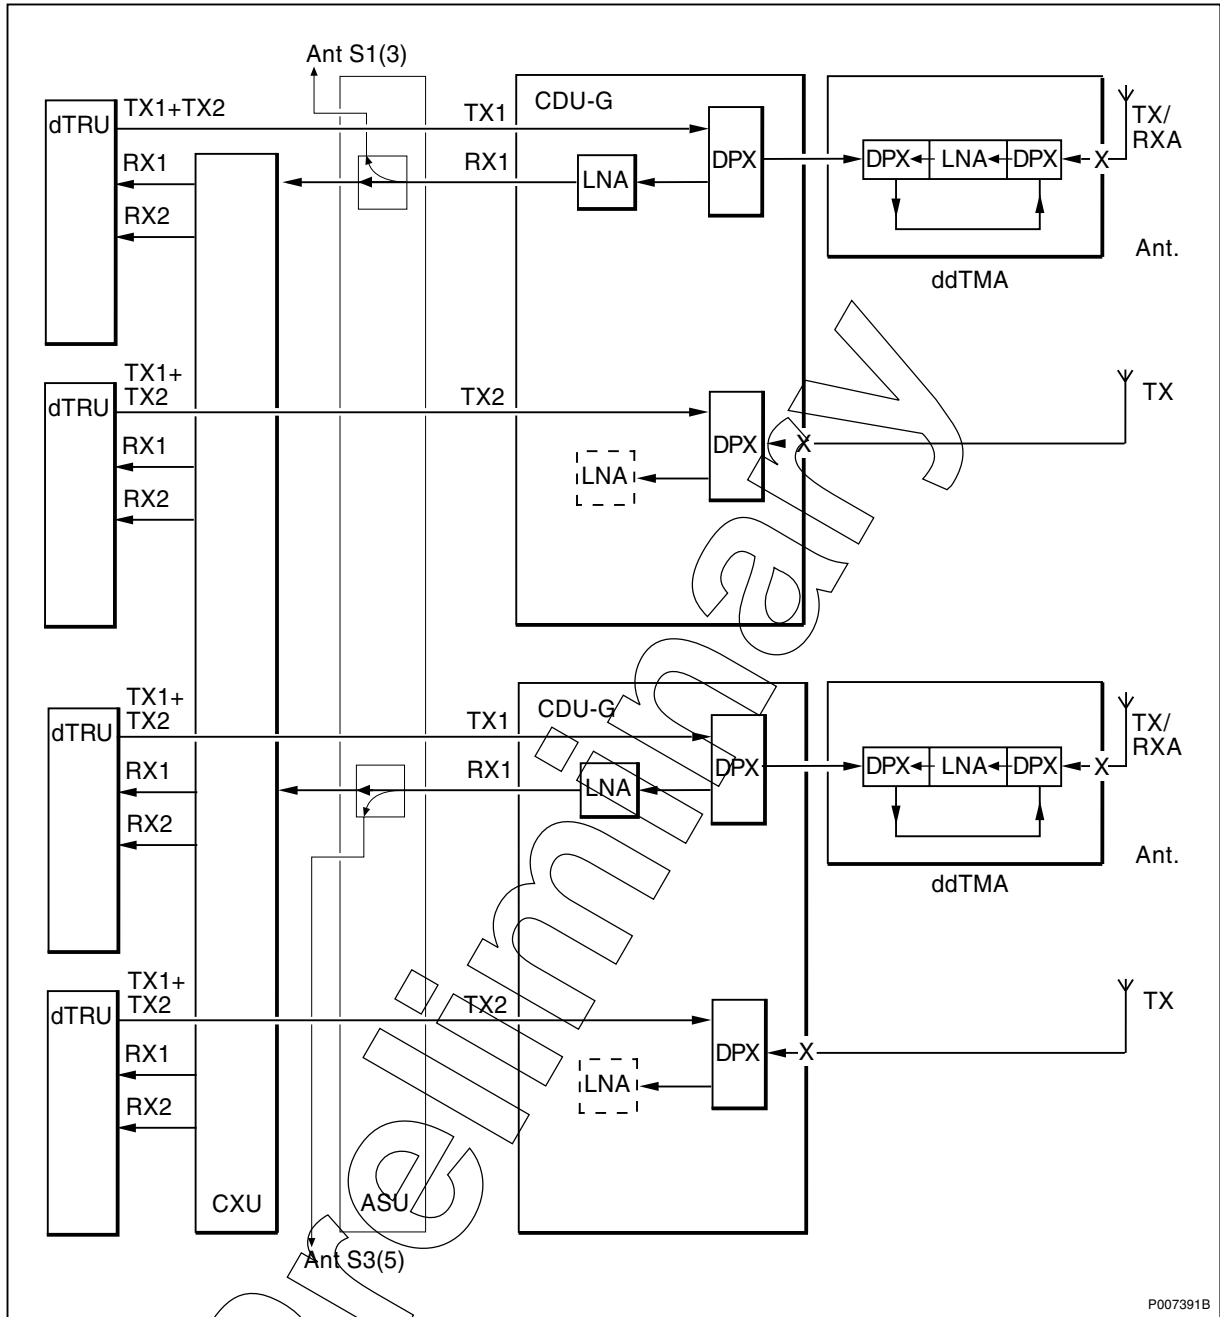 Ant S1(3)
dTRU
TX1+TX2
RX1
RX2
TX1
RX1
CDU-G
DPX
LNA
DPX LNA DPX
X
TX/
RXA
Ant.
ddTMA
dTRU
TX1+
TX2
RX1
RX2
TX2
DPX
LNA
X
TX
dTRU
TX1+
TX2
RX1
RX2
TX1
RX1
CDU-G
DPX
LNA
DPX LNA DPX
X
TX/
RXA
Ant.
ddTMA
dTRU
TX1+
TX2
RX1
RX2
TX2
DPX
LNA
X
TX
CXU
ASU
Ant S3(5)
Preliminary
P007391B